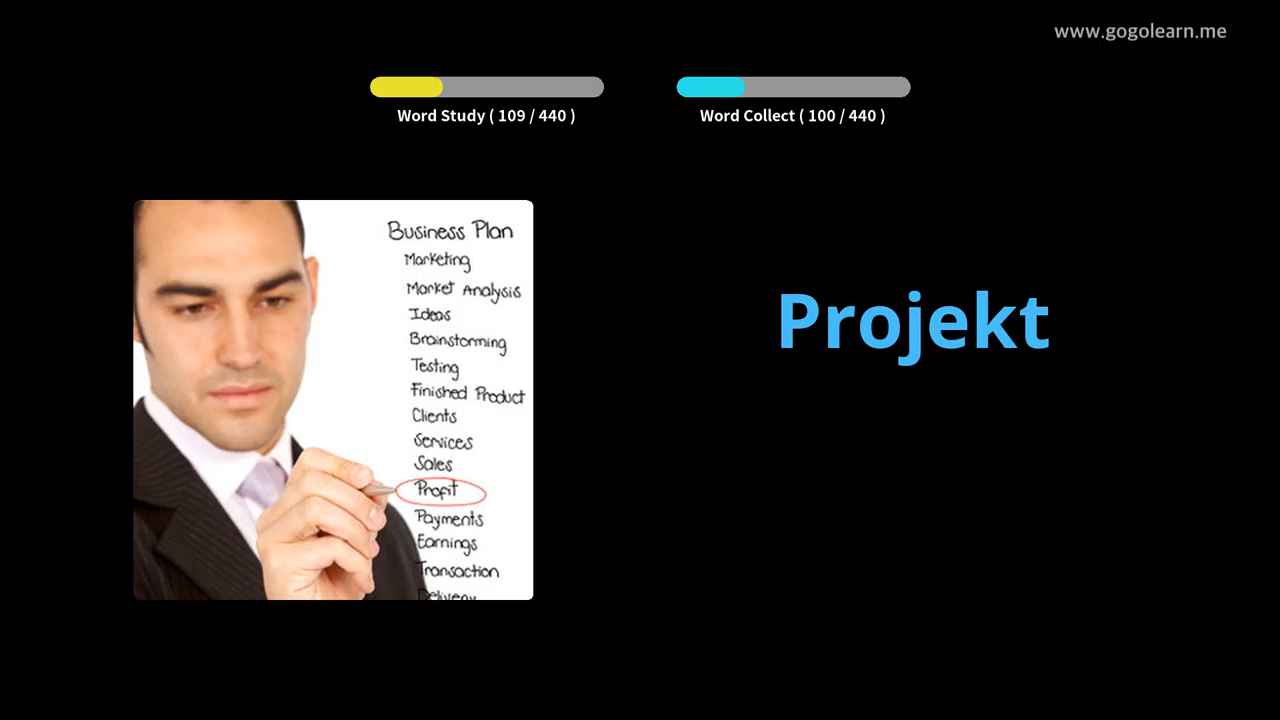 www.gogolearn.me
Word Study ( 109 / 440 )
Word Collect ( 100 / 440 )
Business Plan
Marketing
Market Analysis
Ideas
Brainstorming
Testing
Finished Product
Clients
Services
Sales
Profit
Payments
Earnings
Transaction
Delivery
Projekt